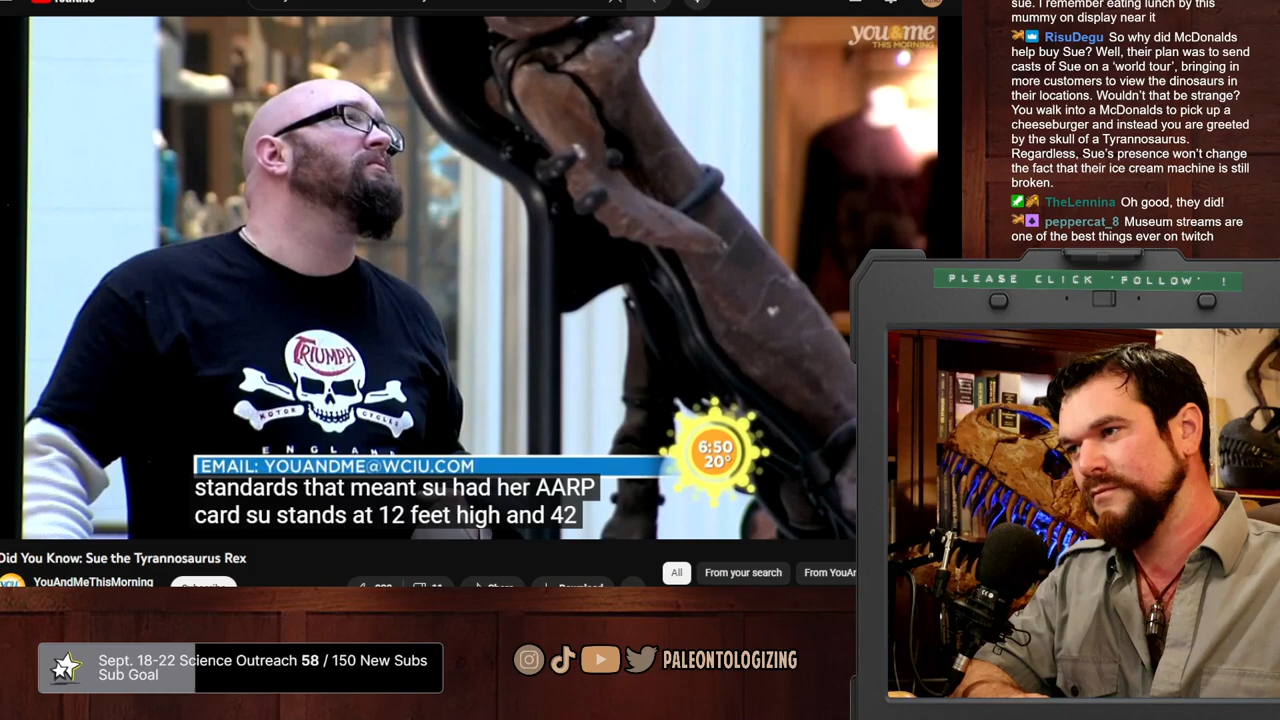 YouTube
you&me
THIS MORNING
TRIUMPH
MOTOR CYCLES
ENGLAND
EMAIL: YOUANDME@WCIU.COM
6:50
20°
standards that meant su had her AARP
card su stands at 12 feet high and 42
Did You Know: Sue the Tyrannosaurus Rex
YouAndMeThisMorning
Subscribe
Share
Download
All
From your search
From YouAn
sue. I remember eating lunch by this
mummy on display near it
RisuDegu So why did McDonalds
help buy Sue? Well, their plan was to send
casts of Sue on a ‘world tour’, bringing in
more customers to view the dinosaurs in
their locations. Wouldn’t that be strange?
You walk into a McDonalds to pick up a
cheeseburger and instead you are greeted
by the skull of a Tyrannosaurus.
Regardless, Sue’s presence won’t change
the fact that their ice cream machine is still
broken.
TheLennina Oh good, they did!
peppercat_8 Museum streams are
one of the best things ever on twitch
PLEASE CLICK 'FOLLOW' !
Sept. 18-22 Science Outreach 58 / 150 New Subs
Sub Goal
PALEONTOLOGIZING